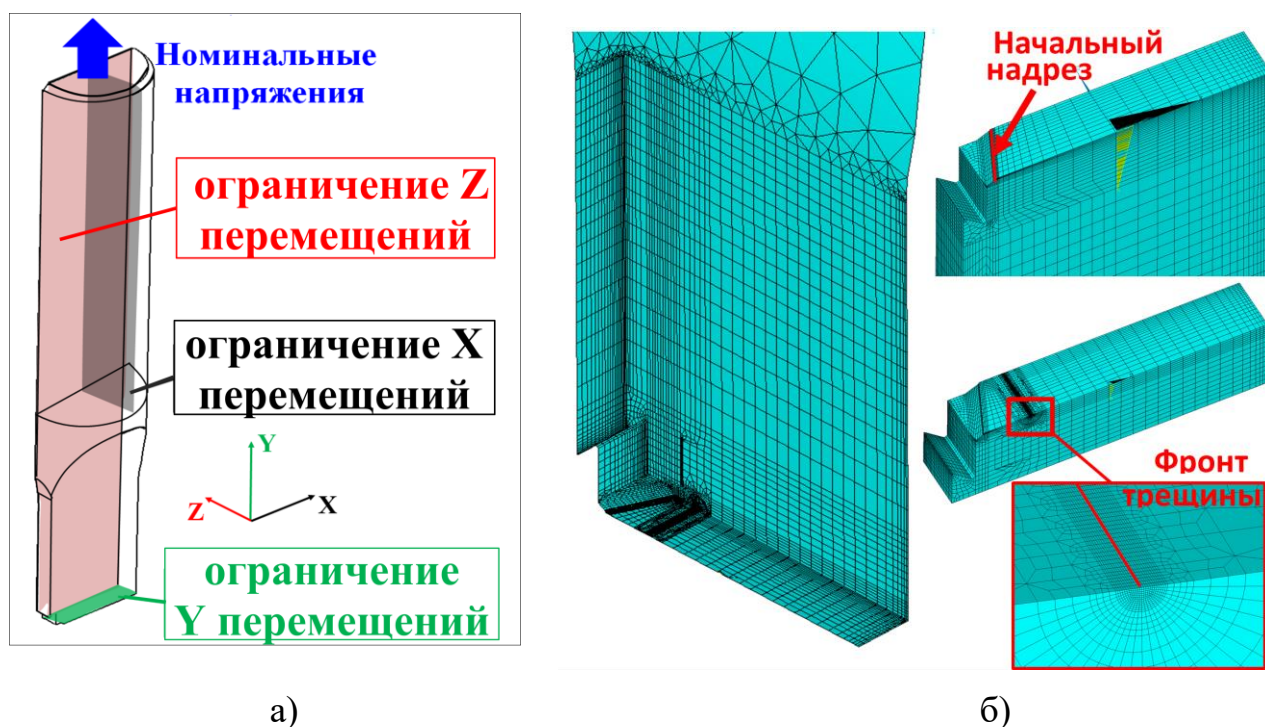 Номинальные
напряжения
ограничение Z
перемещений
ограничение X
перемещений
Y
Z
X
ограничение
Y перемещений
а)
Начальный
надрез
Фронт
трещины
б)